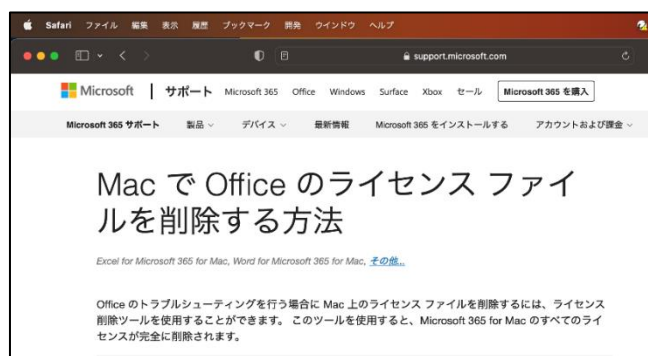 Safari ファイル 編集 表示 履歴 ブックマーク 開発 ウインドウ ヘルプ
support.microsoft.com
Microsoft | サポート Microsoft 365 Office Windows Surface Xbox セール Microsoft 365 を購入
Microsoft 365 サポート 製品 デバイス 最新情報 Microsoft 365 をインストールする アカウントおよび課金
Mac で Office のライセンス ファイ
ルを削除する方法
Excel for Microsoft 365 for Mac, Word for Microsoft 365 for Mac, その他...
Office のトラブルシューティングを行う場合に Mac 上のライセンス ファイルを削除するには、ライセンス
削除ツールを使用することができます。 このツールを使用すると、Microsoft 365 for Mac のすべてのライ
センスが完全に削除されます。